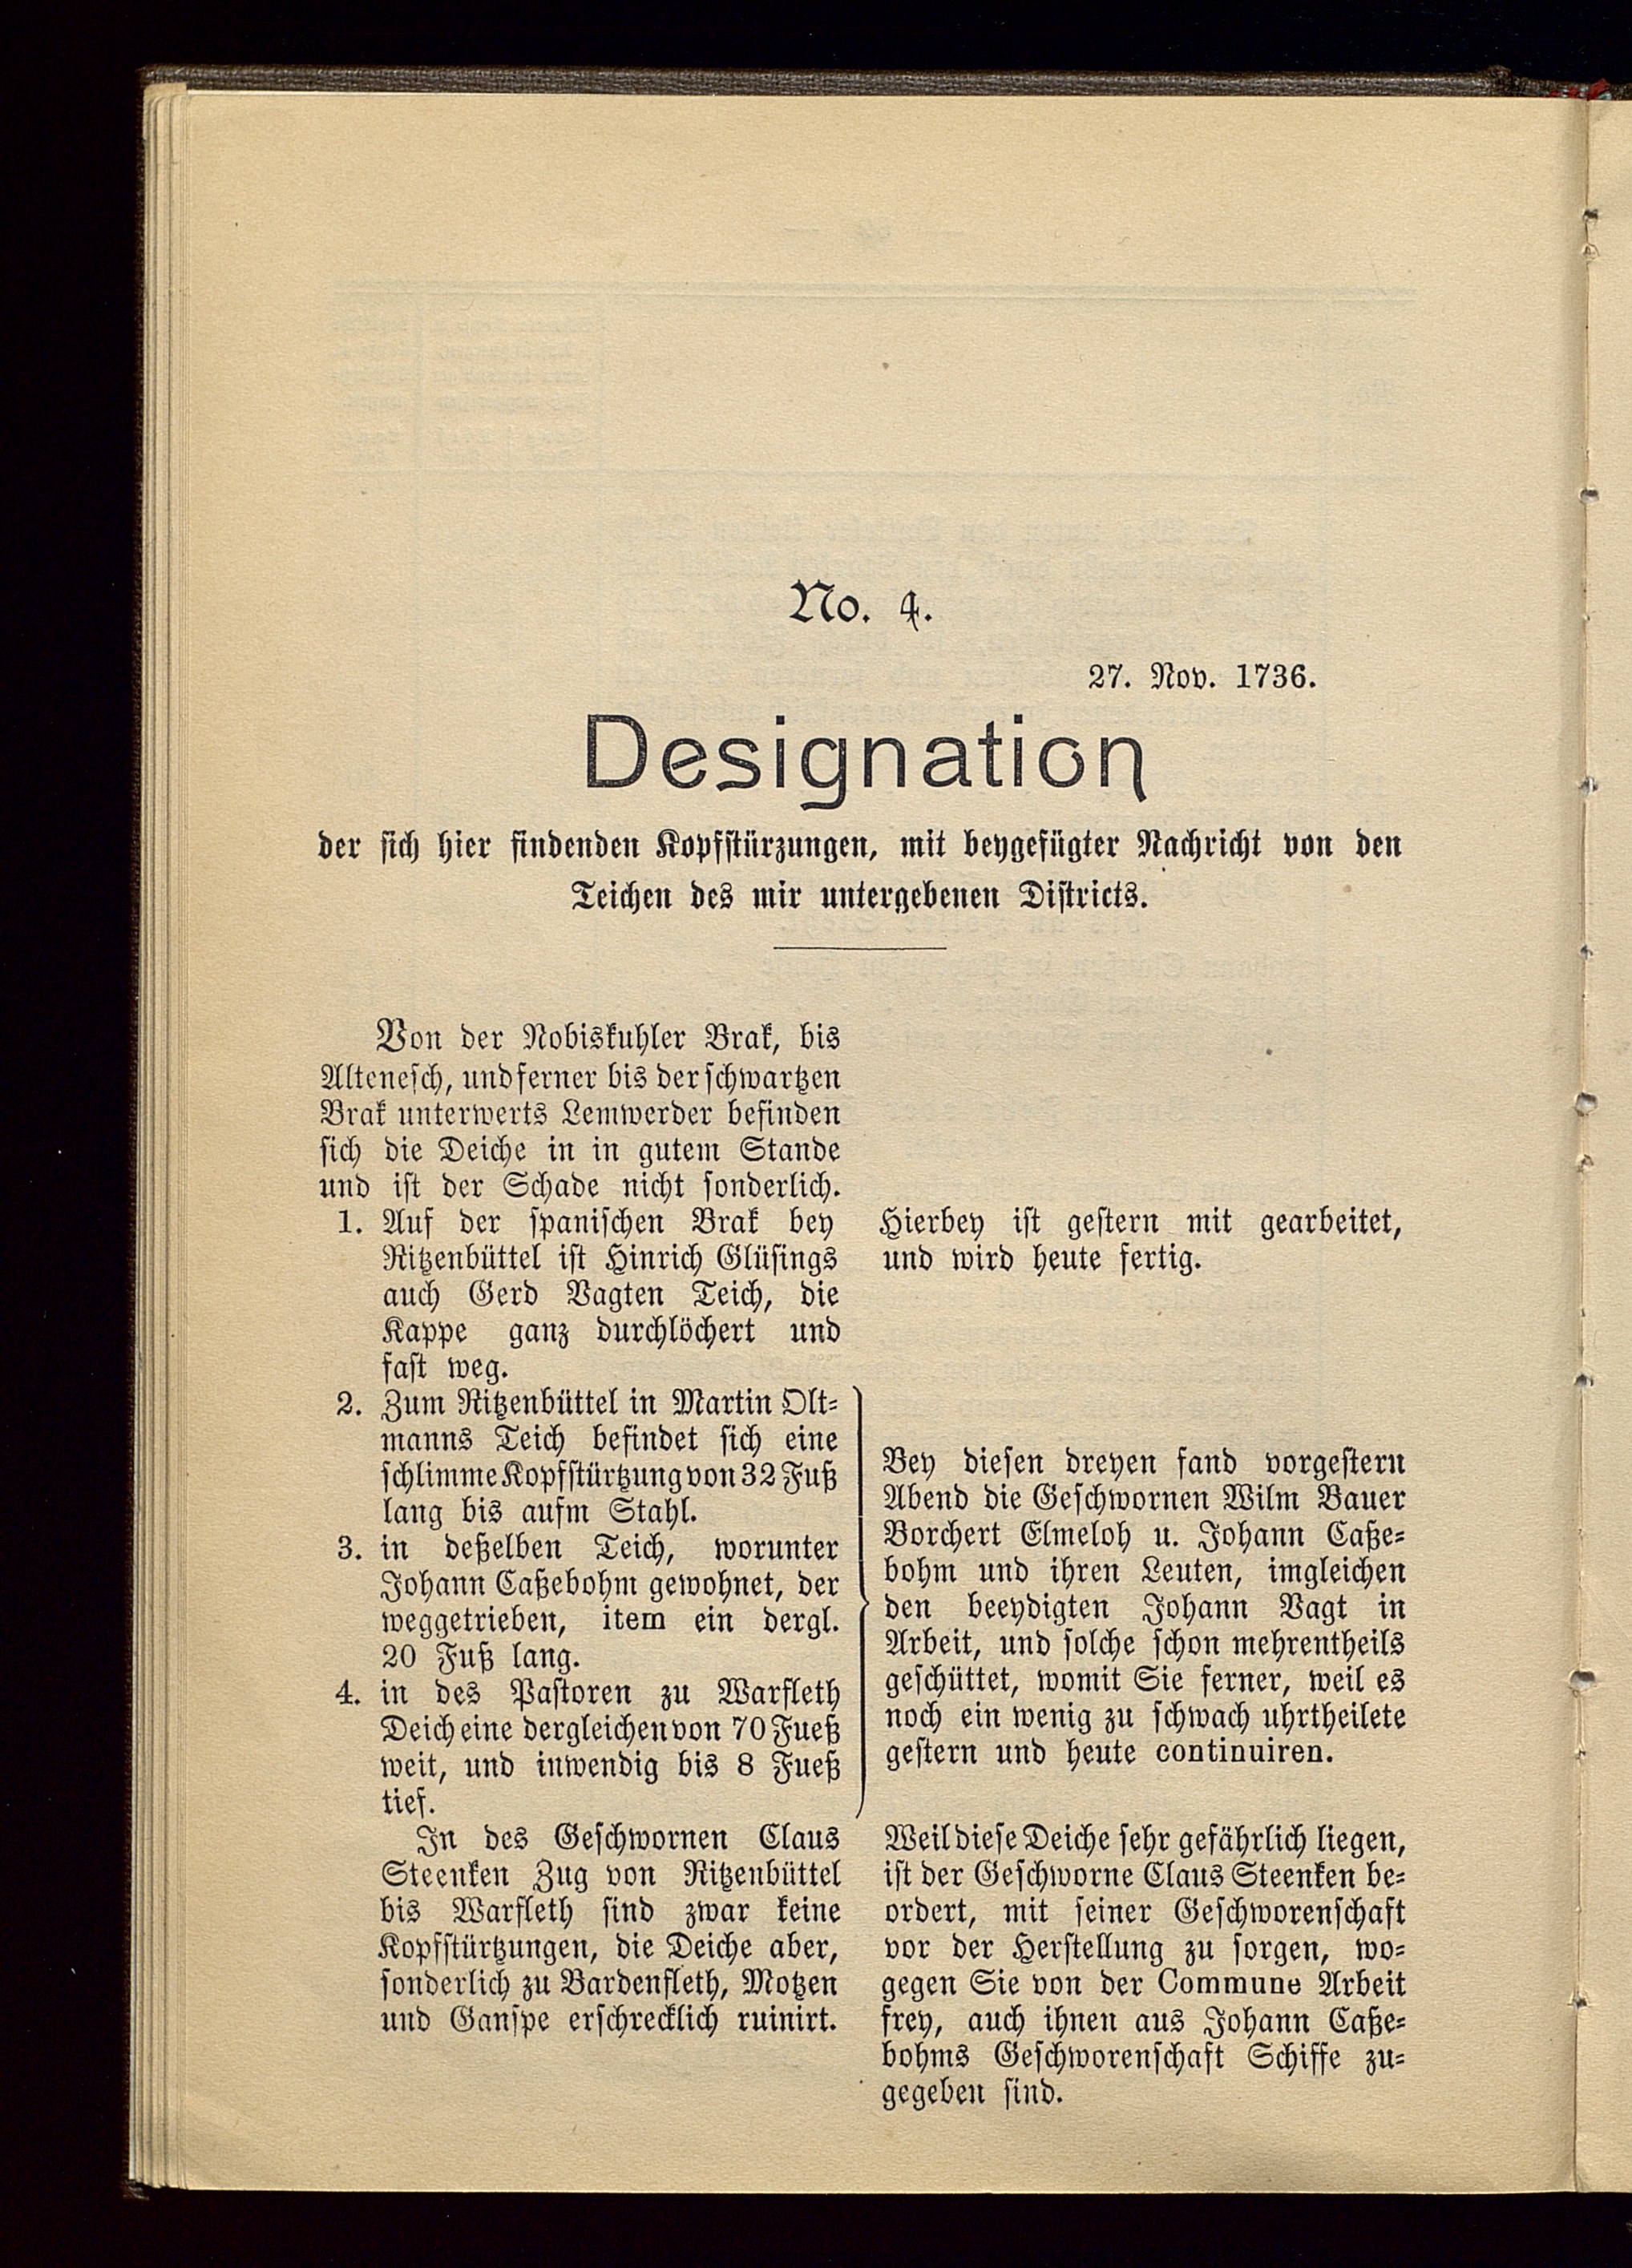 No. 4.
27. Nov. 1736.
Designation
der sich hier findenden Kopfstürzungen, mit beygefügter Nachricht von den
Teichen des mir untergebenen Districts.
Von der Nobiskuhler Brak, bis
Altenesch, und ferner bis der schwartzen
Brak unterwerts Lemwerder befinden
sich die Deiche in in gutem Stande
und ist der Schade nicht sonderlich.
1. Auf der spanischen Brak bey
Ritzenbüttel ist Hinrich Glüsings
auch Gerd Vagten Teich, die
Kappe ganz durchlöchert und
fast weg.
Hierbey ist gestern mit gearbeitet,
und wird heute fertig.
2. Zum Ritzenbüttel in Martin Olt-
manns Teich befindet sich eine
schlimme Kopfstürtzung von 32 Fuß
lang bis aufm Stahl.
3. in deßelben Teich, worunter
Johann Caßebohm gewohnet, der
weggetrieben, item ein dergl.
20 Fuß lang.
4. in des Pastoren zu Warfleth
Deich eine dergleichen von 70 Fueß
weit, und inwendig bis 8 Fueß
tief.
Bey diesen dreyen fand vorgestern
Abend die Geschwornen Wilm Bauer
Borchert Elmeloh u. Johann Caße-
bohm und ihren Leuten, imgleichen
den beeydigten Johann Vagt in
Arbeit, und solche schon mehrentheils
geschüttet, womit Sie ferner, weil es
noch ein wenig zu schwach uhrtheilete
gestern und heute continuiren.
In des Geschwornen Claus
Steenken Zug von Ritzenbüttel
bis Warfleth sind zwar keine
Kopfstürtzungen, die Deiche aber,
sonderlich zu Bardenfleth, Motzen
und Ganspe erschrecklich ruinirt.
Weil diese Deiche sehr gefährlich liegen,
ist der Geschworne Claus Steenken be-
ordert, mit seiner Geschworenschaft
vor der Herstellung zu sorgen, wo-
gegen Sie von der Commune Arbeit
frey, auch ihnen aus Johann Caße-
bohms Geschworenschaft Schiffe zu-
gegeben sind.